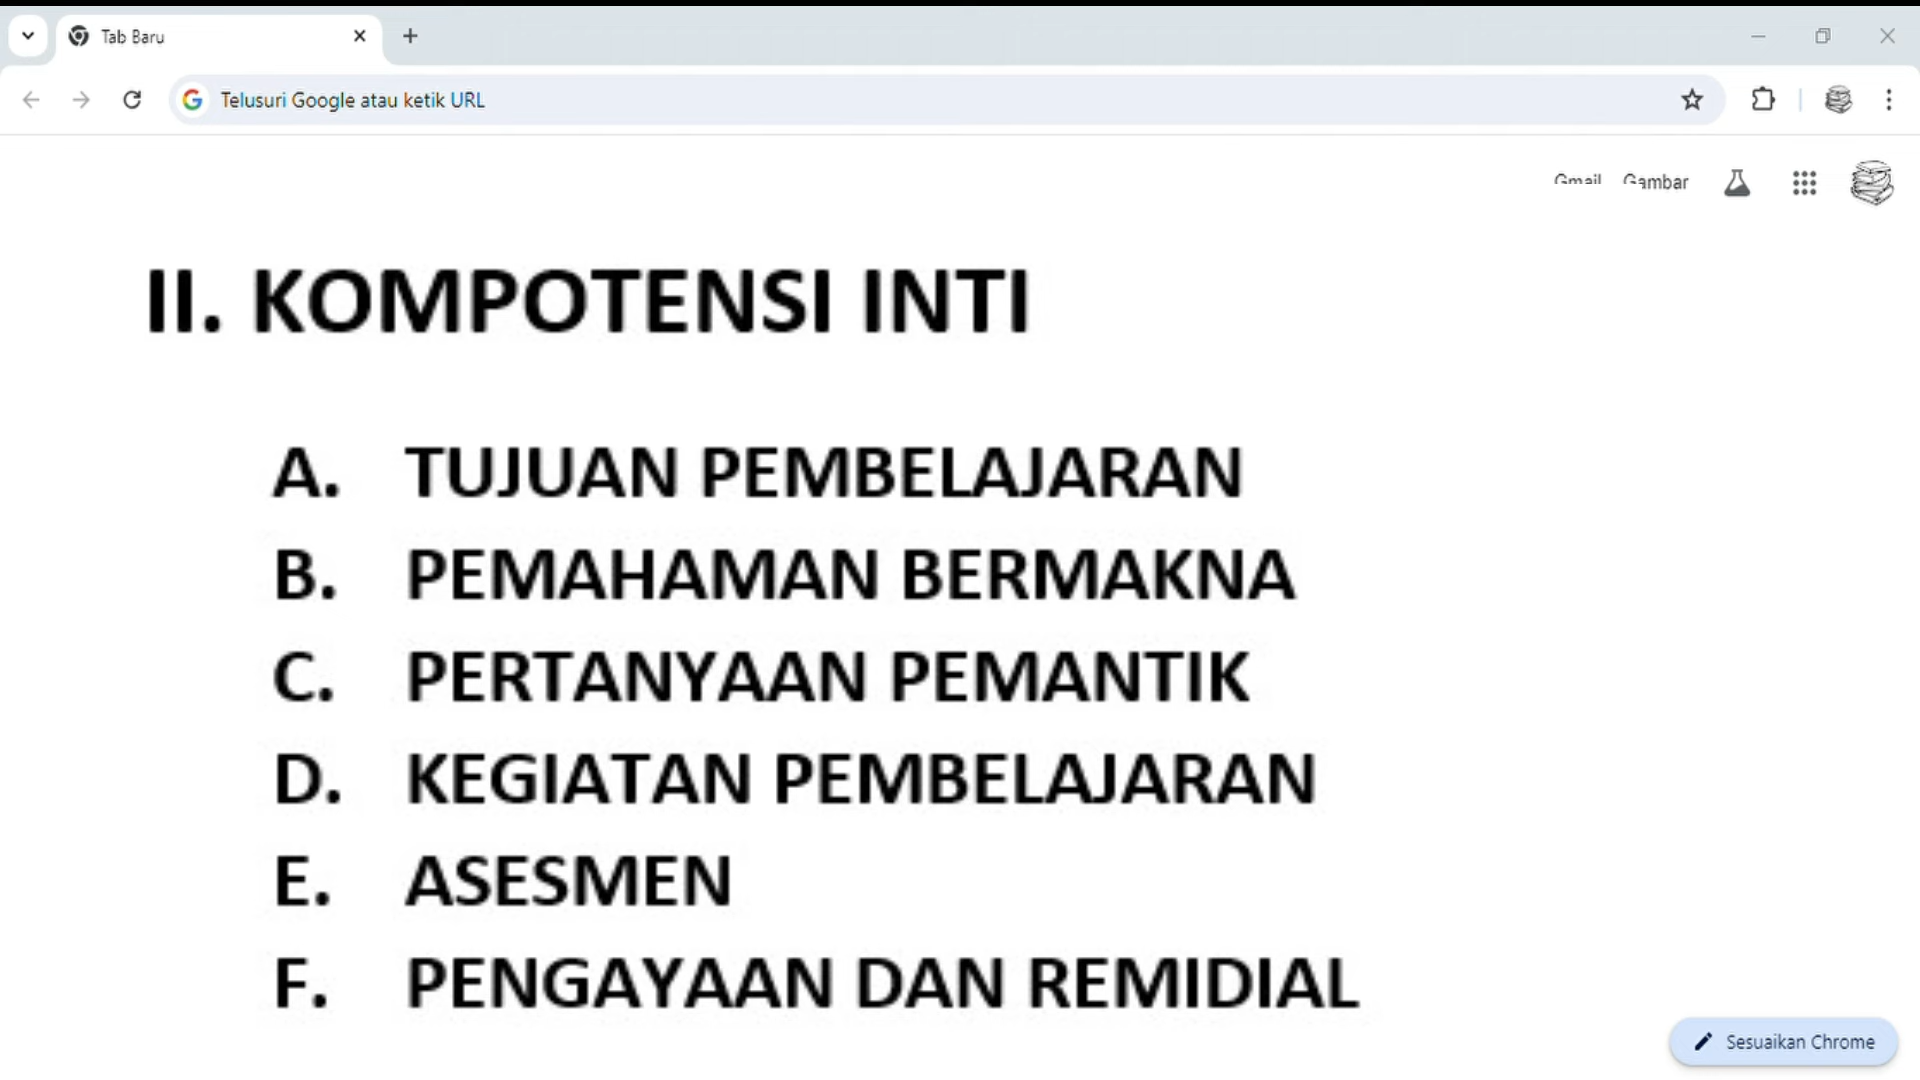 Tab Baru
Telusuri Google atau ketik URL
Gmail Gambar
II. KOMPOTENSI INTI
A. TUJUAN PEMBELAJARAN
B. PEMAHAMAN BERMAKNA
C. PERTANYAAN PEMANTIK
D. KEGIATAN PEMBELAJARAN
E. ASESMEN
F. PENGAYAAN DAN REMIDIAL
Sesuaikan Chrome